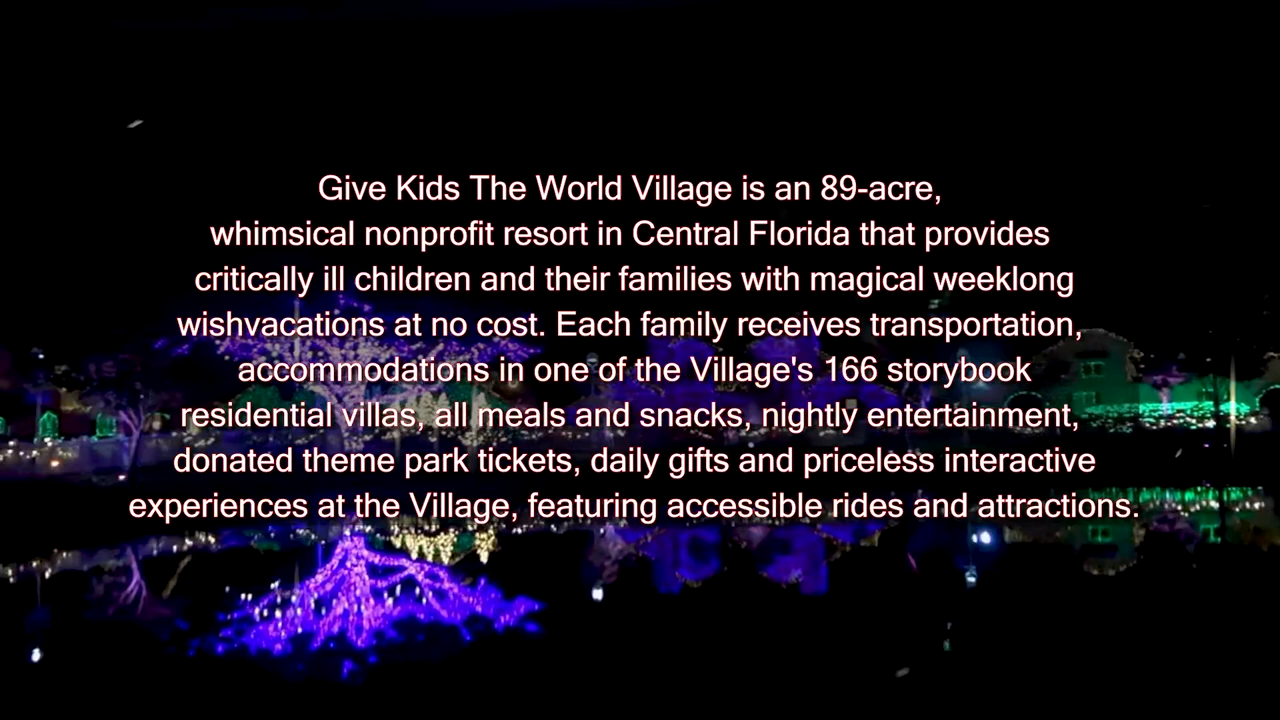 Give Kids The World Village is an 89-acre,
whimsical nonprofit resort in Central Florida that provides
critically ill children and their families with magical weeklong
wishvacations at no cost. Each family receives transportation,
accommodations in one of the Village's 166 storybook
residential villas, all meals and snacks, nightly entertainment,
donated theme park tickets, daily gifts and priceless interactive
experiences at the Village, featuring accessible rides and attractions.